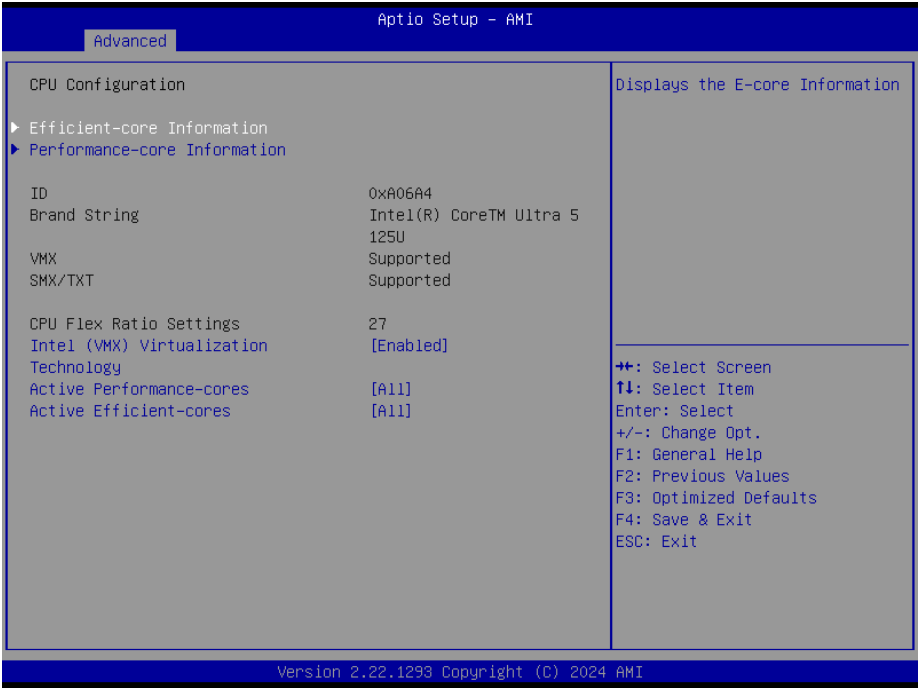 Aptio Setup – AMI
Advanced
CPU Configuration
Efficient-core Information
Performance-core Information
ID 0xA06A4
Brand String Intel(R) CoreTM Ultra 5
125U
VMX Supported
SMX/TXT Supported
CPU Flex Ratio Settings 27
Intel (VMX) Virtualization [Enabled]
Technology
Active Performance-cores [All]
Active Efficient-cores [All]
Displays the E-core Information
→←: Select Screen
↑↓: Select Item
Enter: Select
+/-: Change Opt.
F1: General Help
F2: Previous Values
F3: Optimized Defaults
F4: Save & Exit
ESC: Exit
Version 2.22.1293 Copyright (C) 2024 AMI